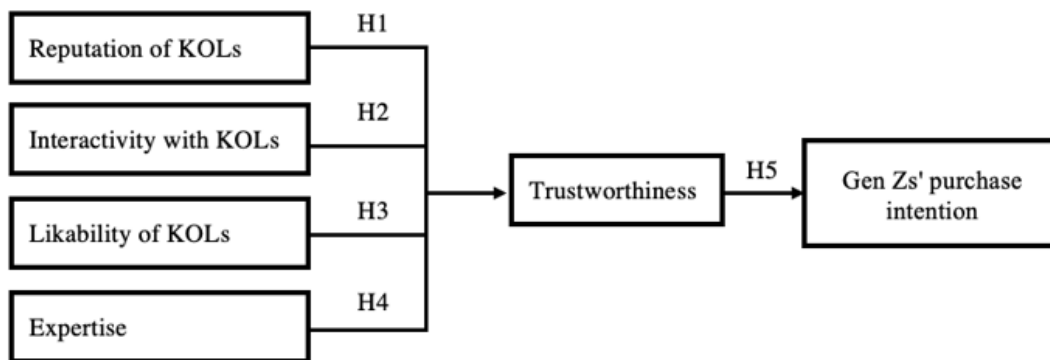 Reputation of KOLs
H1
Interactivity with KOLs
H2
Likability of KOLs
H3
Expertise
H4
Trustworthiness
H5
Gen Zs' purchase
intention